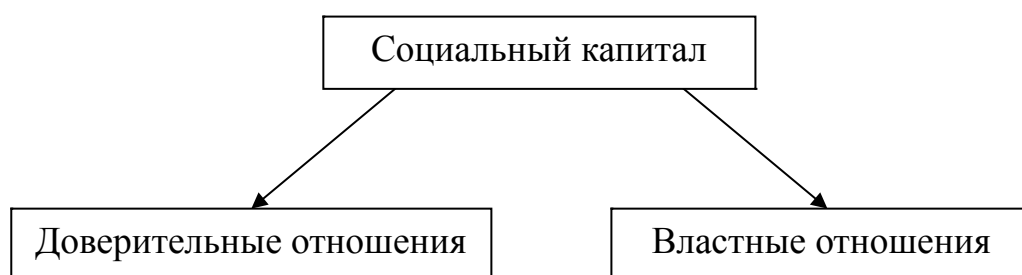 Социальный капитал
Доверительные отношения
Властные отношения